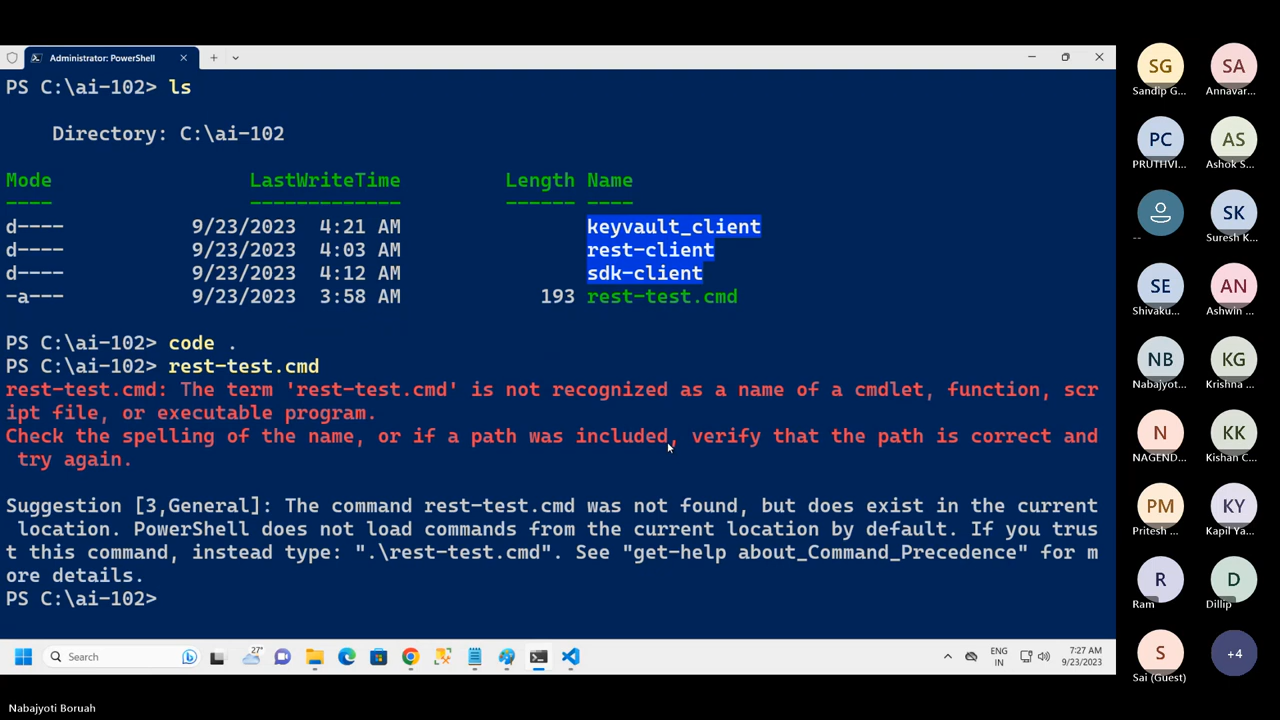 Administrator: PowerShell
PS C:\ai-102> ls
Directory: C:\ai-102
Mode LastWriteTime Length Name
---- ------------- ------ ----
d---- 9/23/2023 4:21 AM keyvault_client
d---- 9/23/2023 4:03 AM rest-client
d---- 9/23/2023 4:12 AM sdk-client
-a--- 9/23/2023 3:58 AM 193 rest-test.cmd
PS C:\ai-102> code .
PS C:\ai-102> rest-test.cmd
rest-test.cmd: The term 'rest-test.cmd' is not recognized as a name of a cmdlet, function, scr
ipt file, or executable program.
Check the spelling of the name, or if a path was included, verify that the path is correct and
try again.
Suggestion [3,General]: The command rest-test.cmd was not found, but does exist in the current
location. PowerShell does not load commands from the current location by default. If you trus
t this command, instead type: ".\rest-test.cmd". See "get-help about_Command_Precedence" for m
ore details.
PS C:\ai-102>
Search
27°
ENG
IN
7:27 AM
9/23/2023
SG
Sandip G...
SA
Annavar...
PC
PRUTHVI...
AS
Ashok S...
--
SK
Suresh K...
SE
Shivaku...
AN
Ashwin ...
NB
Nabajyot...
KG
Krishna ...
N
NAGEND...
KK
Kishan C...
PM
Pritesh ...
KY
Kapil Ya...
R
Ram
D
Dillip
S
Sai (Guest)
+4
Nabajyoti Boruah